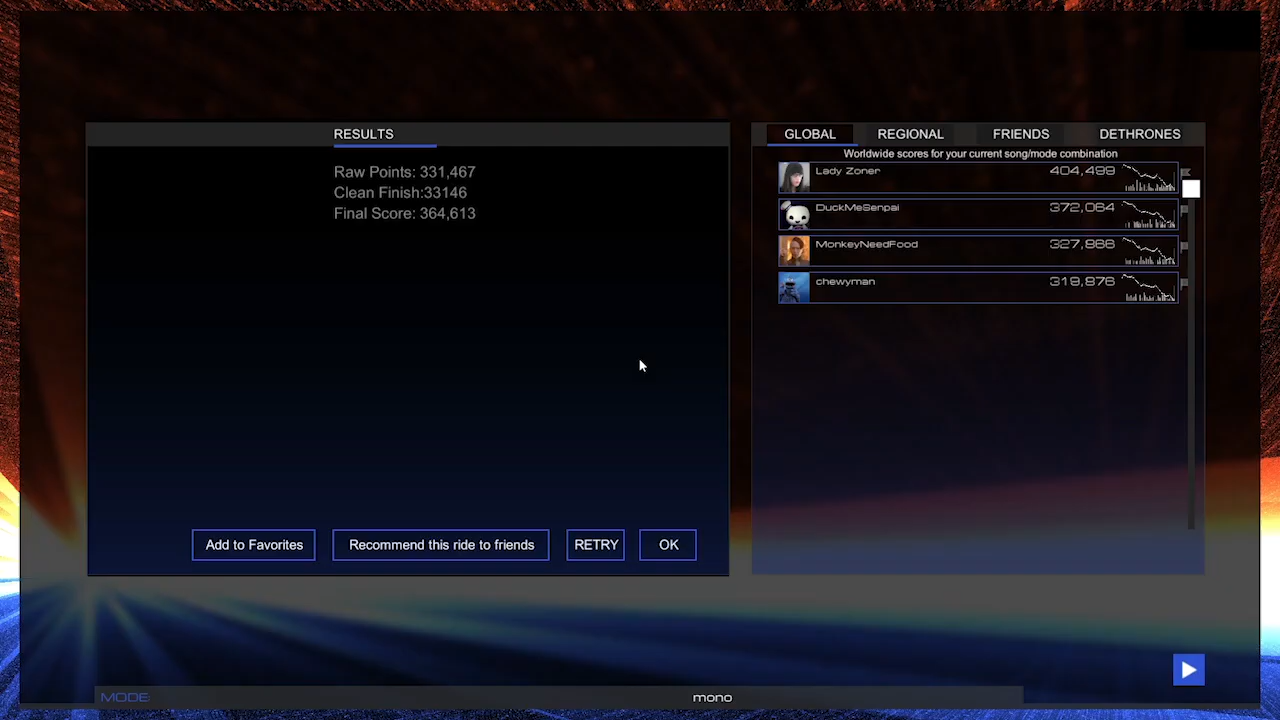 RESULTS
Raw Points: 331,467
Clean Finish:33146
Final Score: 364,613
Add to Favorites
Recommend this ride to friends
RETRY
OK
GLOBAL
REGIONAL
FRIENDS
DETHRONES
Worldwide scores for your current song/mode combination
Lady Zoner 404,499
DuckMeSenpai 372,064
MonkeyNeedFood 327,866
chewyman 319,876
MODE: mono